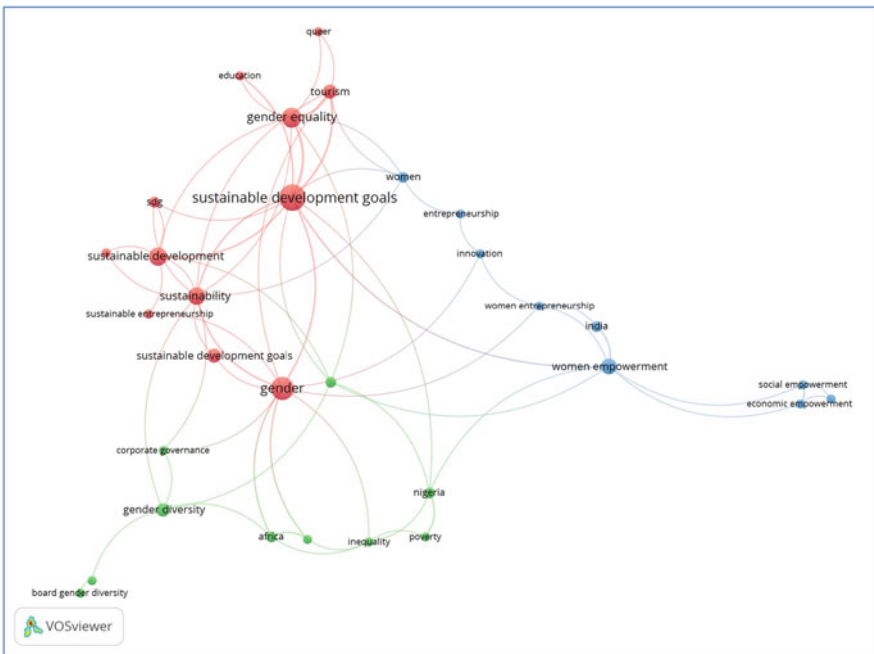 queer
education
tourism
gender equality
women
sustainable development goals
sdg
entrepreneurship
innovation
sustainable development
sustainability
women entrepreneurship
sustainable entrepreneurship
india
sustainable development goals
women empowerment
gender
social empowerment
economic empowerment
corporate governance
nigeria
gender diversity
africa
inequality
poverty
board gender diversity
VOSviewer